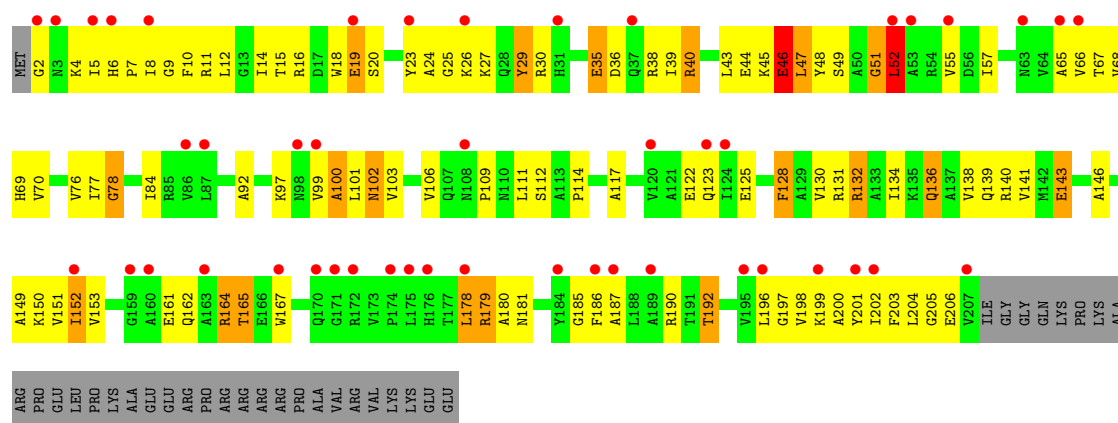 MET G2 N3 K4 I5 H6 P7 I8 G9 F10 R11 L12 G13 I14 T15 R16 D17 W18 E19 S20 Y23 A24 G25 K26 K27 Q28 Y29 R30 H31 E35 D36 Q37 R38 I39 R40 L43 E44 K45 E46 L47 Y48 S49 A50 G51 L52 A53 R54 V55 D56 I57 N63 V64 A65 V66 T67 V68
H69 V70 V76 I77 G78 I84 R85 V86 L87 A92 K97 N98 V99 A100 L101 N102 V103 V106 Q107 N108 P109 N110 L111 S112 A113 P114 A117 V120 A121 E122 Q123 I124 E125 F128 A129 V130 R131 R132 A133 I134 K135 Q136 A137 V138 Q139 R140 V141 M142 E143 A146
A149 K150 V151 I152 V153 G159 A160 E161 Q162 A163 R164 T165 E166 W167 Q170 G171 R172 V173 P174 L175 H176 T177 L178 R179 A180 N181 Y184 G185 F186 A187 L188 A189 R190 T191 T192 V195 L196 G197 V198 K199 A200 Y201 I202 F203 L204 G205 E206 V207 ILE GLY GLY GLN LYS PRO LYS ALA
ARG PRO GLU LEU PRO LYS ALA GLU GLU ARG PRO ARG ARG ARG ARG PRO ALA VAL ARG VAL LYS LYS GLU GLU